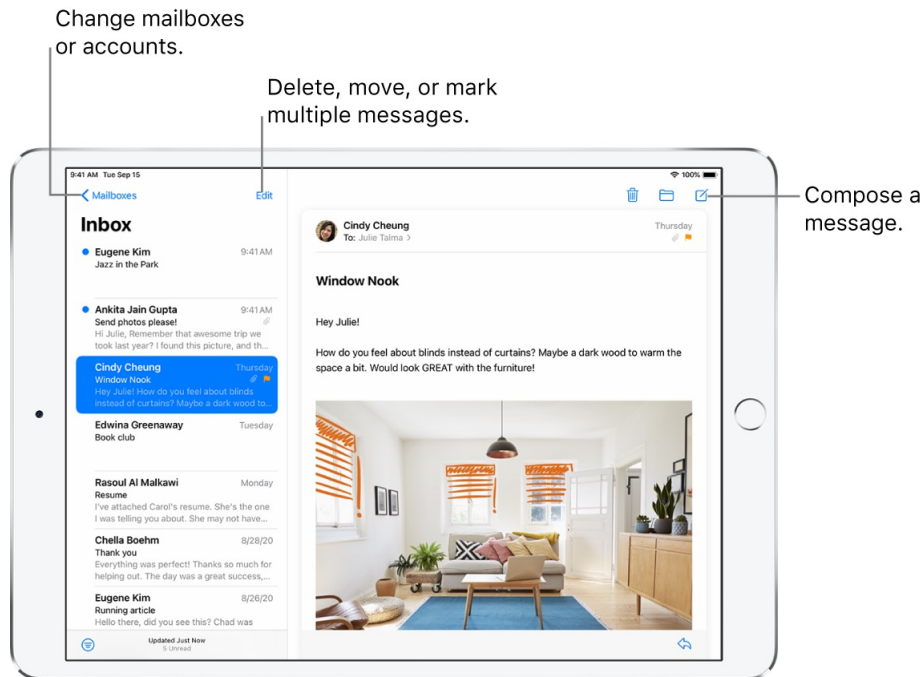 Change mailboxes
or accounts.
Delete, move, or mark
multiple messages.
9:41 AM Tue Sep 15
100%
Mailboxes
Edit
Compose a
message.
Inbox
Eugene Kim 9:41 AM
Jazz in the Park
Ankita Jain Gupta 9:41 AM
Send photos please!
Hi Julie, Remember that awesome trip we
took last year? I found this picture, and th...
Cindy Cheung Thursday
Window Nook
Hey Julie! How do you feel about blinds
instead of curtains? Maybe a dark wood to...
Edwina Greenaway Tuesday
Book club
Rasoul Al Malkawi Monday
Resume
I've attached Carol's resume. She's the one
I was telling you about. She may not have...
Chella Boehm 8/28/20
Thank you
Everything was perfect! Thanks so much for
helping out. The day was a great success,...
Eugene Kim 8/26/20
Running article
Hello there, did you see this? Chad was
Updated Just Now
5 Unread
Cindy Cheung Thursday
To: Julie Talma >
Window Nook
Hey Julie!
How do you feel about blinds instead of curtains? Maybe a dark wood to warm the
space a bit. Would look GREAT with the furniture!